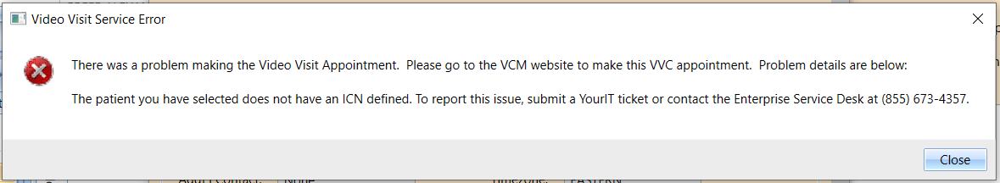 Video Visit Service Error
There was a problem making the Video Visit Appointment.  Please go to the VCM website to make this VVC appointment.  Problem details are below:
The patient you have selected does not have an ICN defined. To report this issue, submit a YourIT ticket or contact the Enterprise Service Desk at (855) 673-4357.
Close